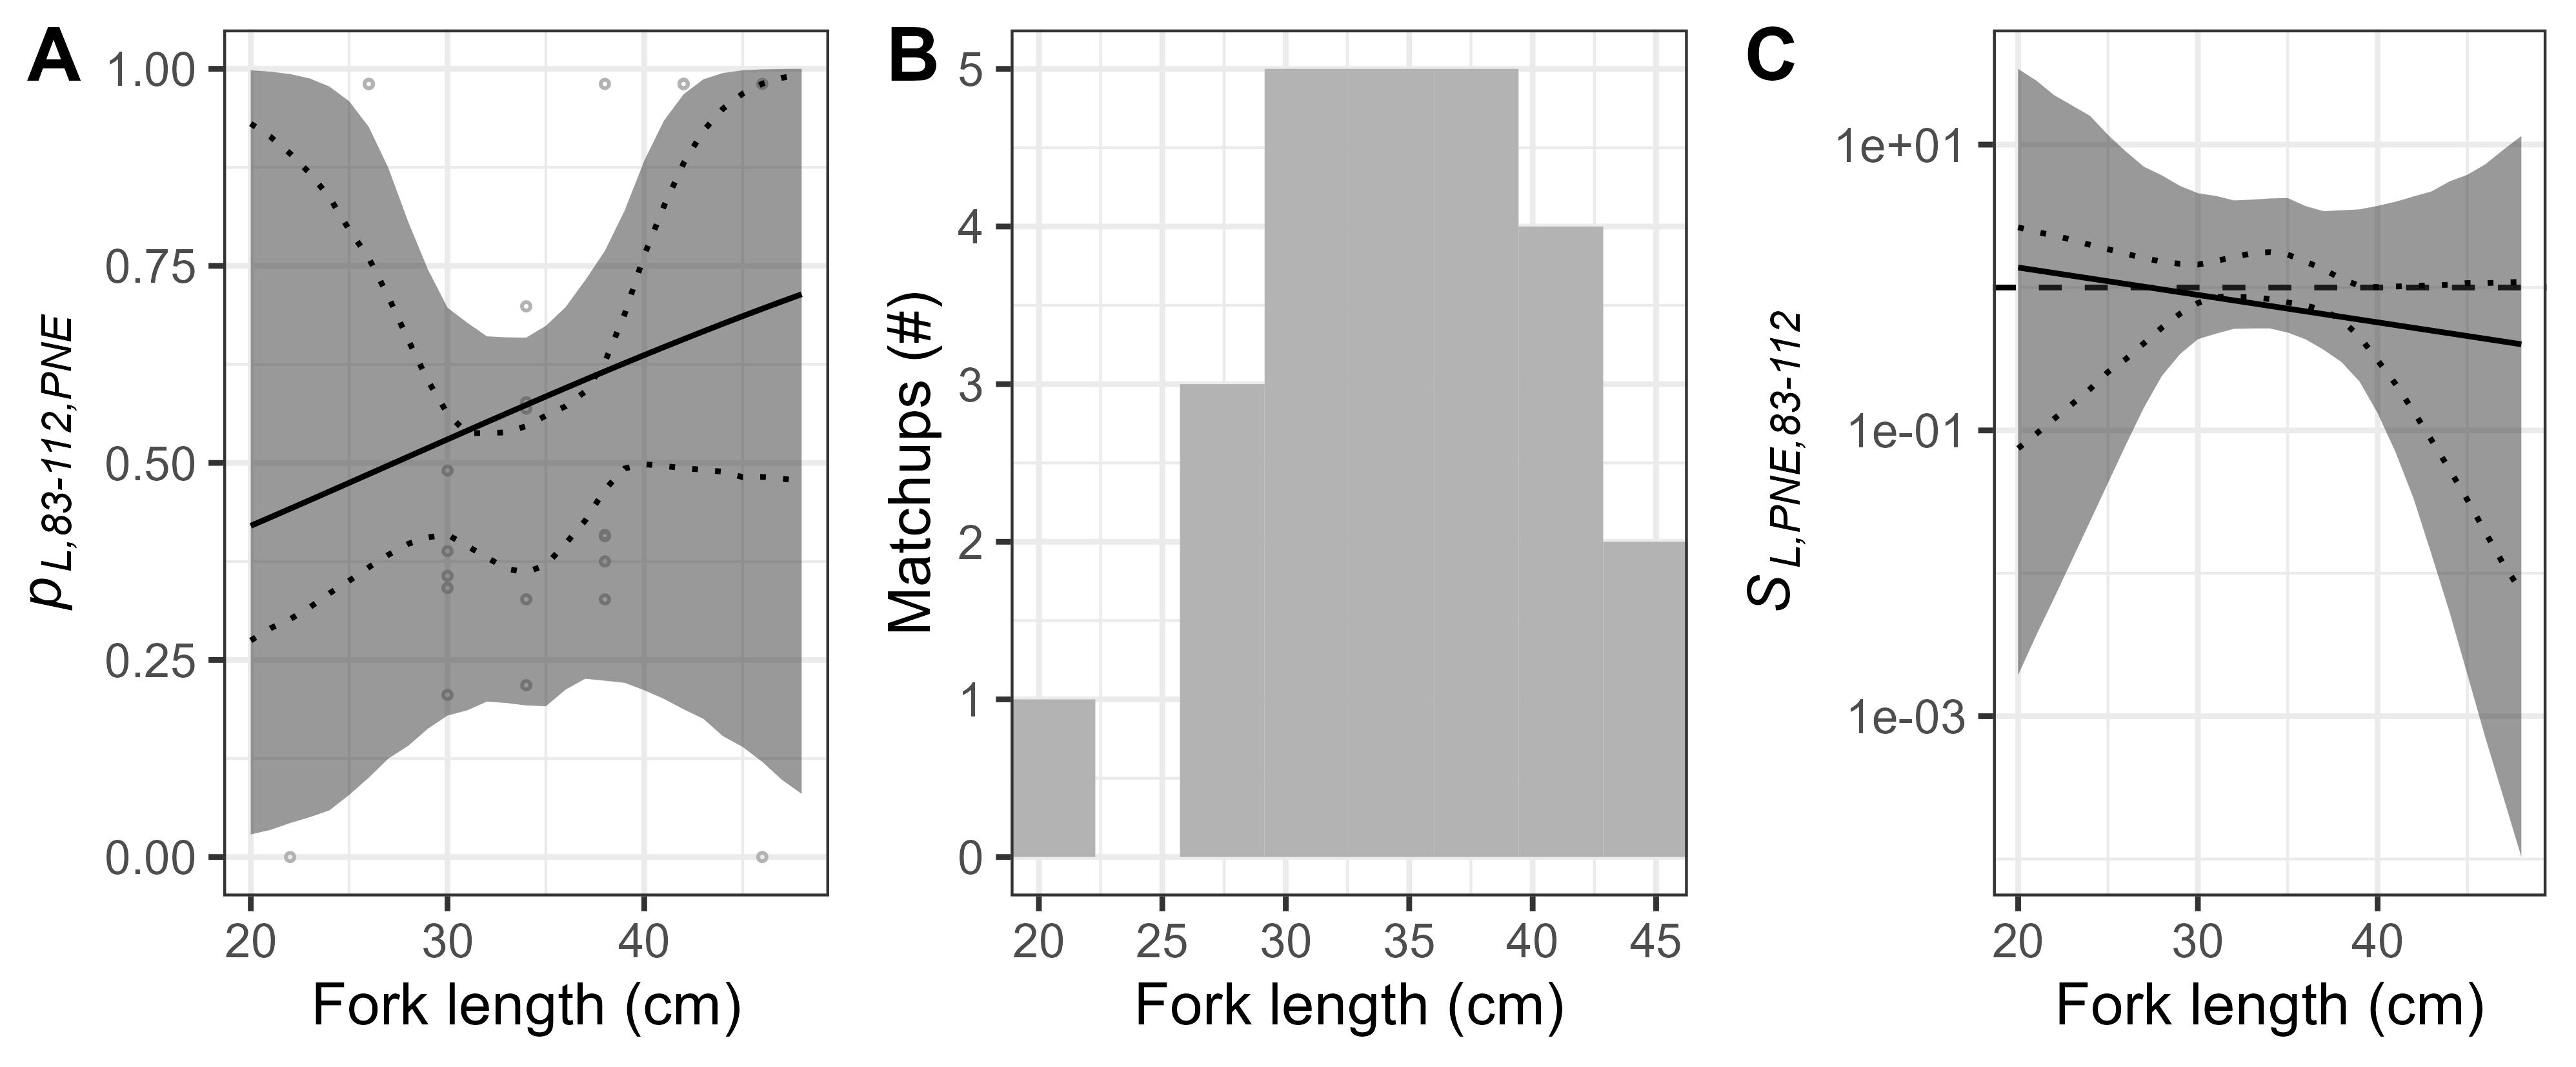 A
1.00
0.75
0.50
0.25
0.00
20 30 40
Fork length (cm)
p L,83-112,PNE
B
5
4
3
2
1
0
20 25 30 35 40 45
Fork length (cm)
Matchups (#)
C
1e+01
1e-01
1e-03
20 30 40
Fork length (cm)
S L,PNE,83-112